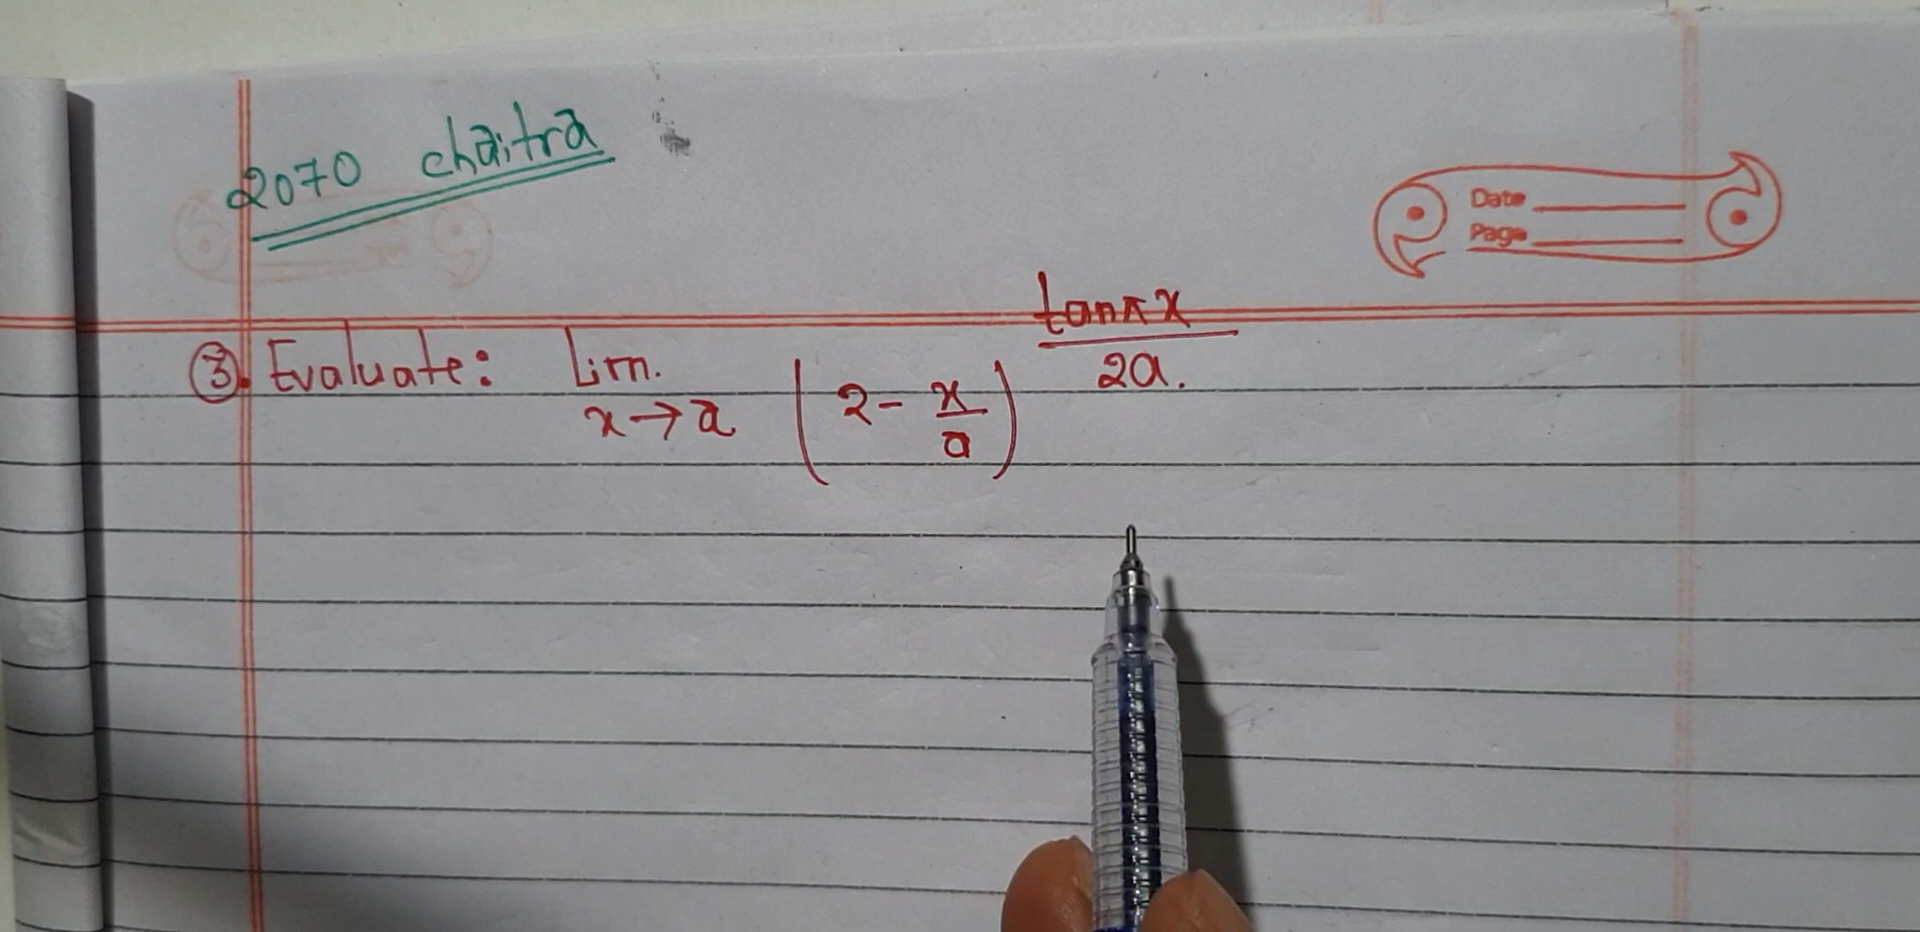 2070 chaitra
Date
Page
③. Evaluate: Lim. x→a (2 - x/a)^(tanπx/2a.)